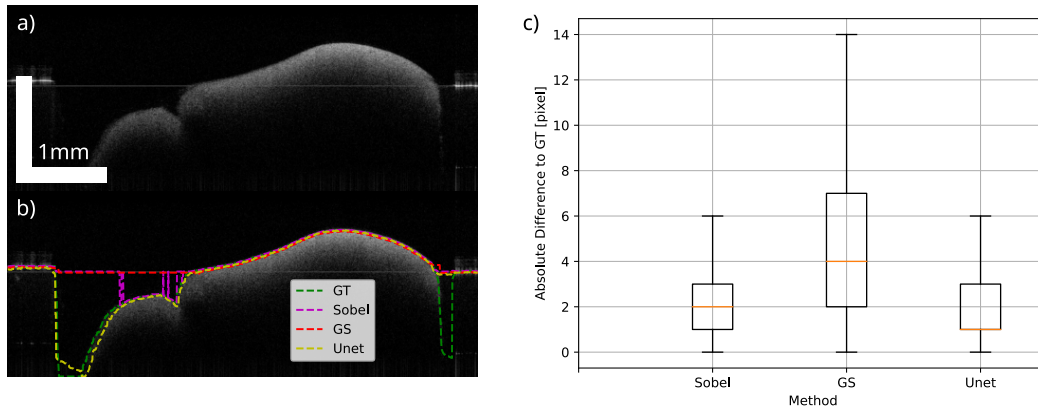 a)
1mm
b)
GT
Sobel
GS
Unet
c)
Absolute Difference to GT [pixel]
14
12
10
8
6
4
2
0
Sobel GS Unet
Method